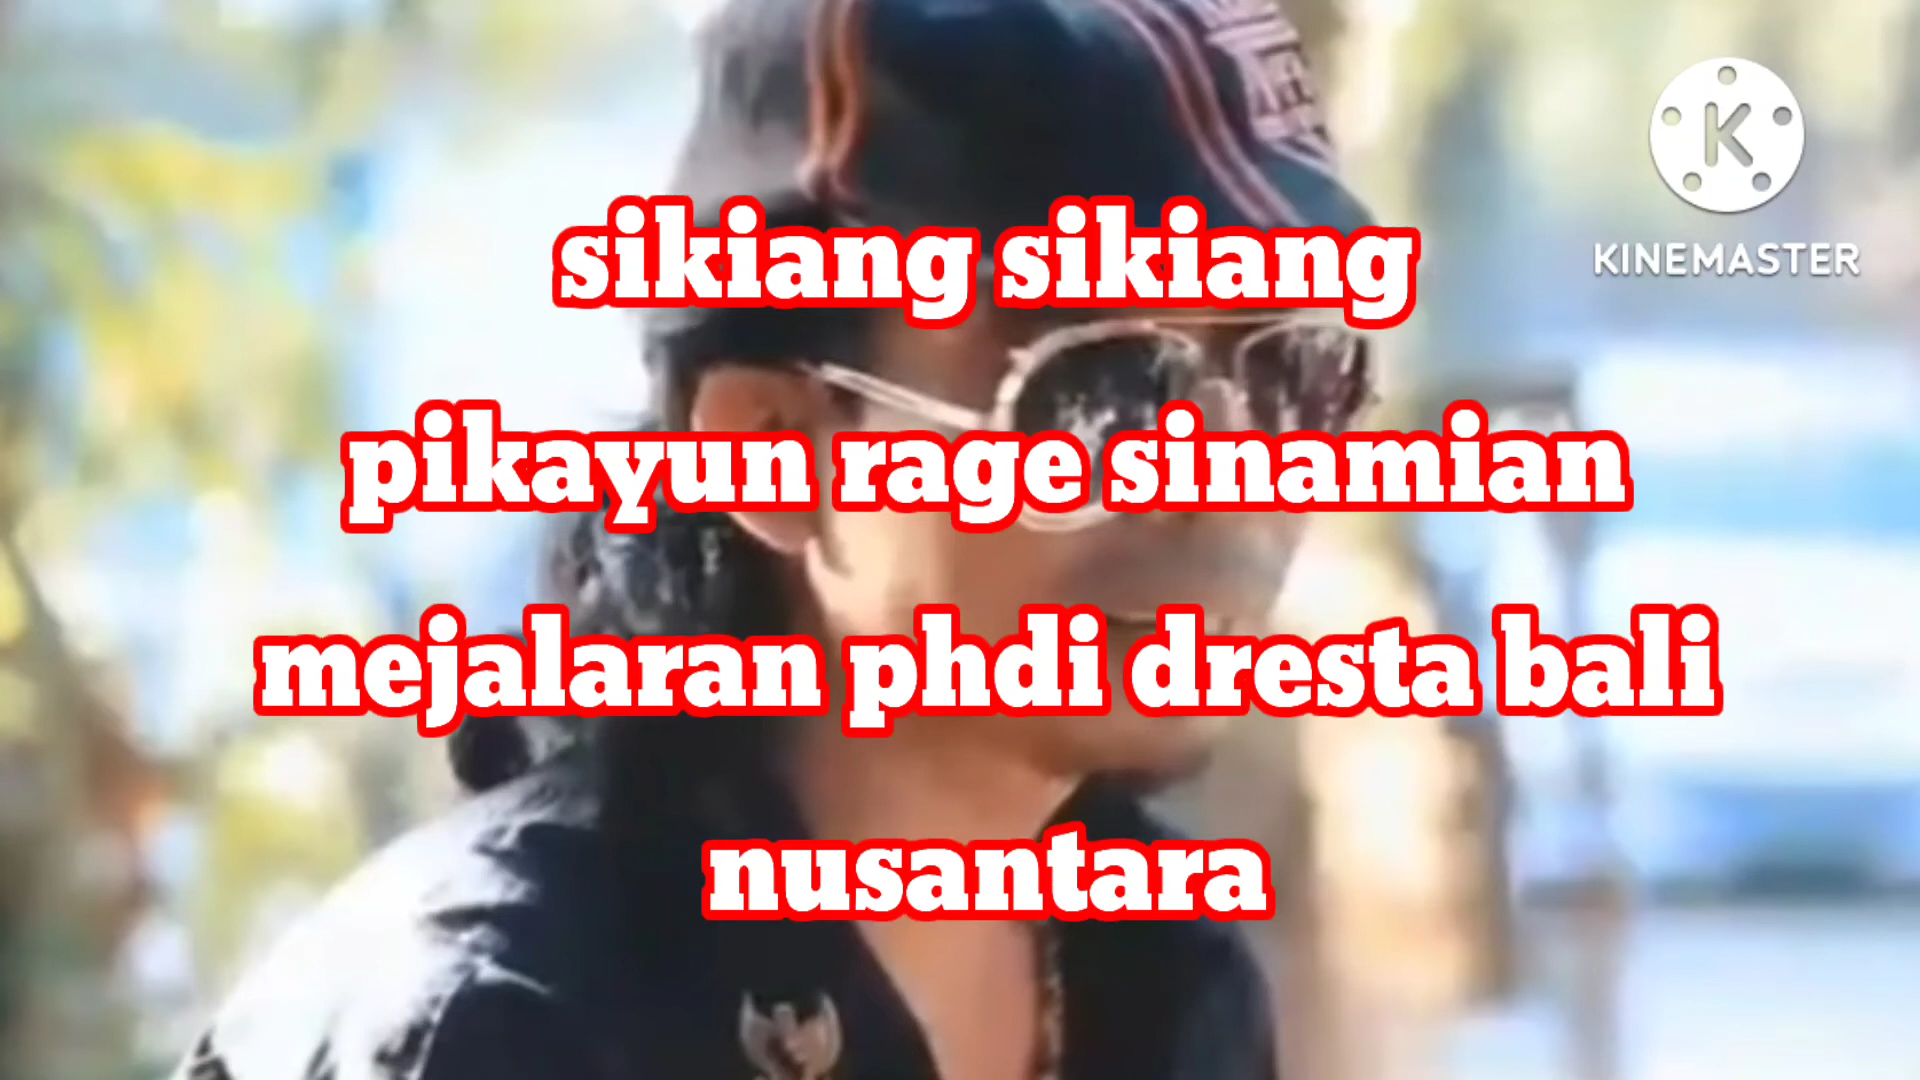 K
KINEMASTER
sikiang sikiang
pikayun rage sinamian
mejalaran phdi dresta bali
nusantara